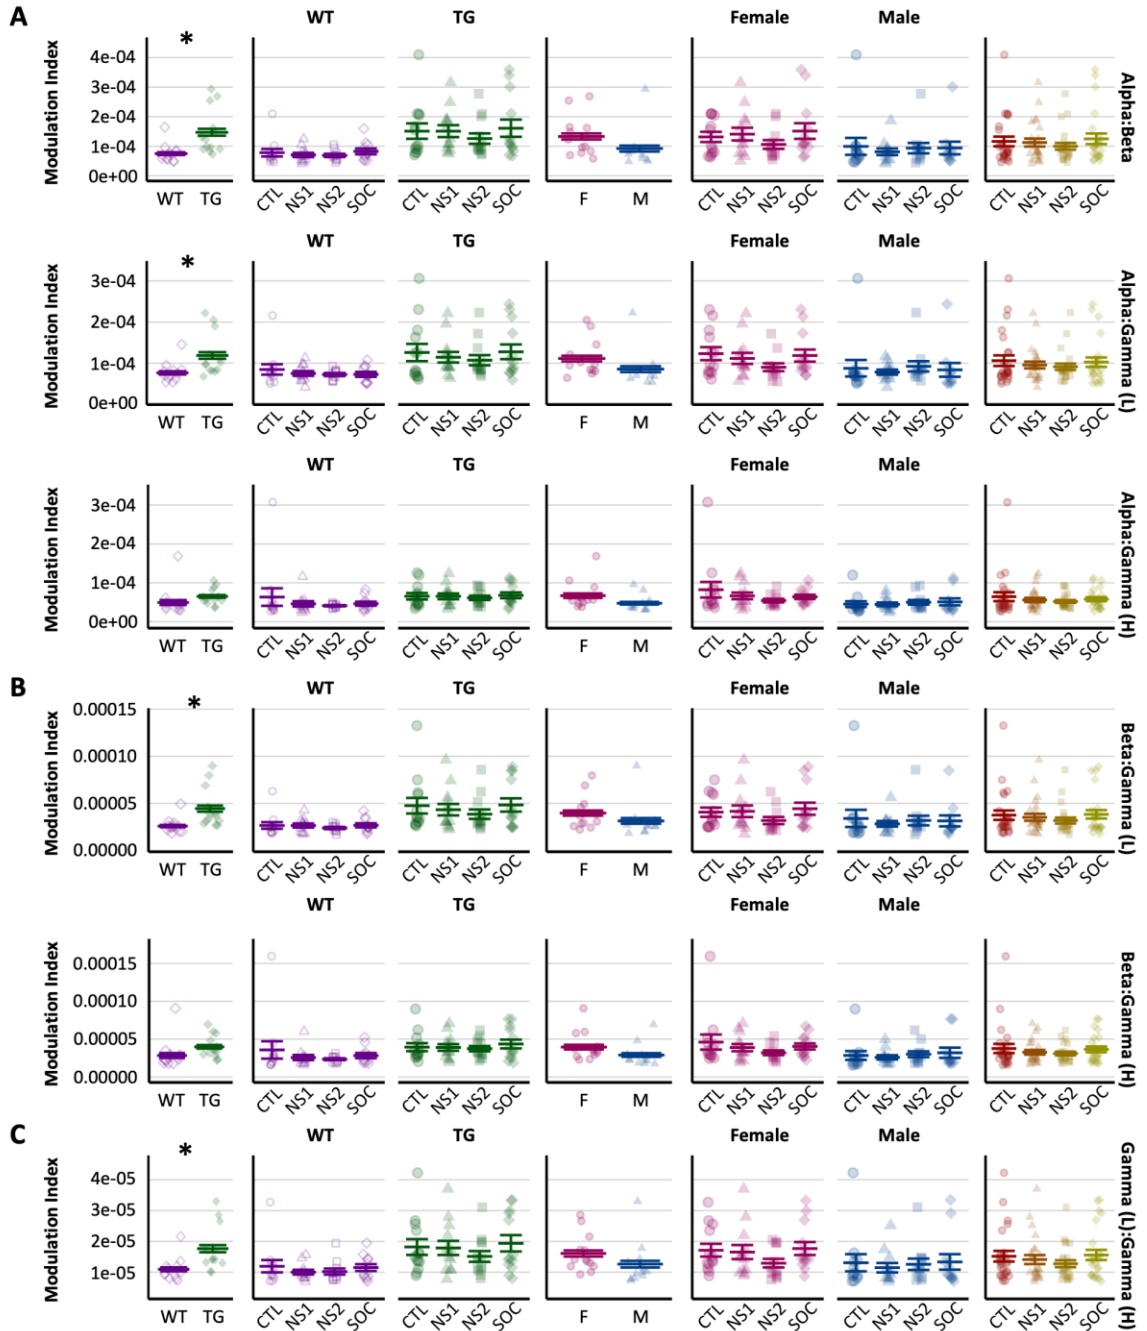 A
WT TG Female Male
*
Modulation Index
4e-04
3e-04
2e-04
1e-04
0e+00
WT TG CTL NS1 NS2 SOC CTL NS1 NS2 SOC F M CTL NS1 NS2 SOC CTL NS1 NS2 SOC CTL NS1 NS2 SOC
Alpha:Beta
WT TG Female Male
*
Modulation Index
3e-04
2e-04
1e-04
0e+00
WT TG CTL NS1 NS2 SOC CTL NS1 NS2 SOC F M CTL NS1 NS2 SOC CTL NS1 NS2 SOC CTL NS1 NS2 SOC
Alpha:Gamma (L)
WT TG Female Male
Modulation Index
3e-04
2e-04
1e-04
0e+00
WT TG CTL NS1 NS2 SOC CTL NS1 NS2 SOC F M CTL NS1 NS2 SOC CTL NS1 NS2 SOC CTL NS1 NS2 SOC
Alpha:Gamma (H)
B
WT TG Female Male
*
Modulation Index
0.00015
0.00010
0.00005
0.00000
WT TG CTL NS1 NS2 SOC CTL NS1 NS2 SOC F M CTL NS1 NS2 SOC CTL NS1 NS2 SOC CTL NS1 NS2 SOC
Beta:Gamma (L)
WT TG Female Male
Modulation Index
0.00015
0.00010
0.00005
0.00000
WT TG CTL NS1 NS2 SOC CTL NS1 NS2 SOC F M CTL NS1 NS2 SOC CTL NS1 NS2 SOC CTL NS1 NS2 SOC
Beta:Gamma (H)
C
WT TG Female Male
*
Modulation Index
4e-05
3e-05
2e-05
1e-05
WT TG CTL NS1 NS2 SOC CTL NS1 NS2 SOC F M CTL NS1 NS2 SOC CTL NS1 NS2 SOC CTL NS1 NS2 SOC
Gamma (L):Gamma (H)